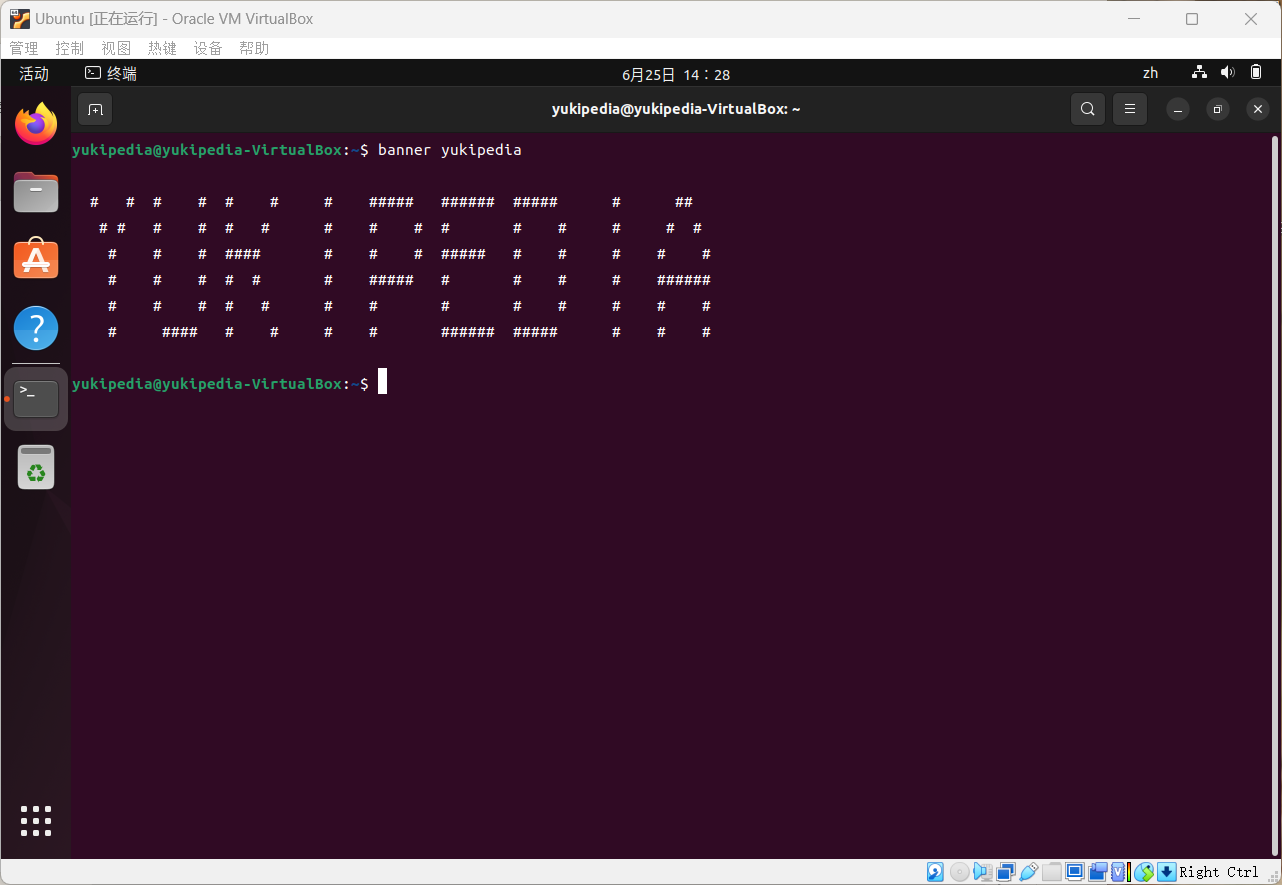 Ubuntu [正在运行] - Oracle VM VirtualBox
管理 控制 视图 热键 设备 帮助
活动 终端 6月25日 14：28 zh
yukipedia@yukipedia-VirtualBox: ~
yukipedia@yukipedia-VirtualBox:~$ banner yukipedia
  #   #  #    #  #    #     #    #####   ######  #####      #      ##
   # #   #    #  #   #      #    #    #  #       #    #     #     #  #
    #    #    #  ####       #    #    #  #####   #    #     #    #    #
    #    #    #  #  #       #    #####   #       #    #     #    ######
    #    #    #  #   #      #    #       #       #    #     #    #    #
    #     ####   #    #     #    #       ######  #####      #    #    #
yukipedia@yukipedia-VirtualBox:~$
Right Ctrl